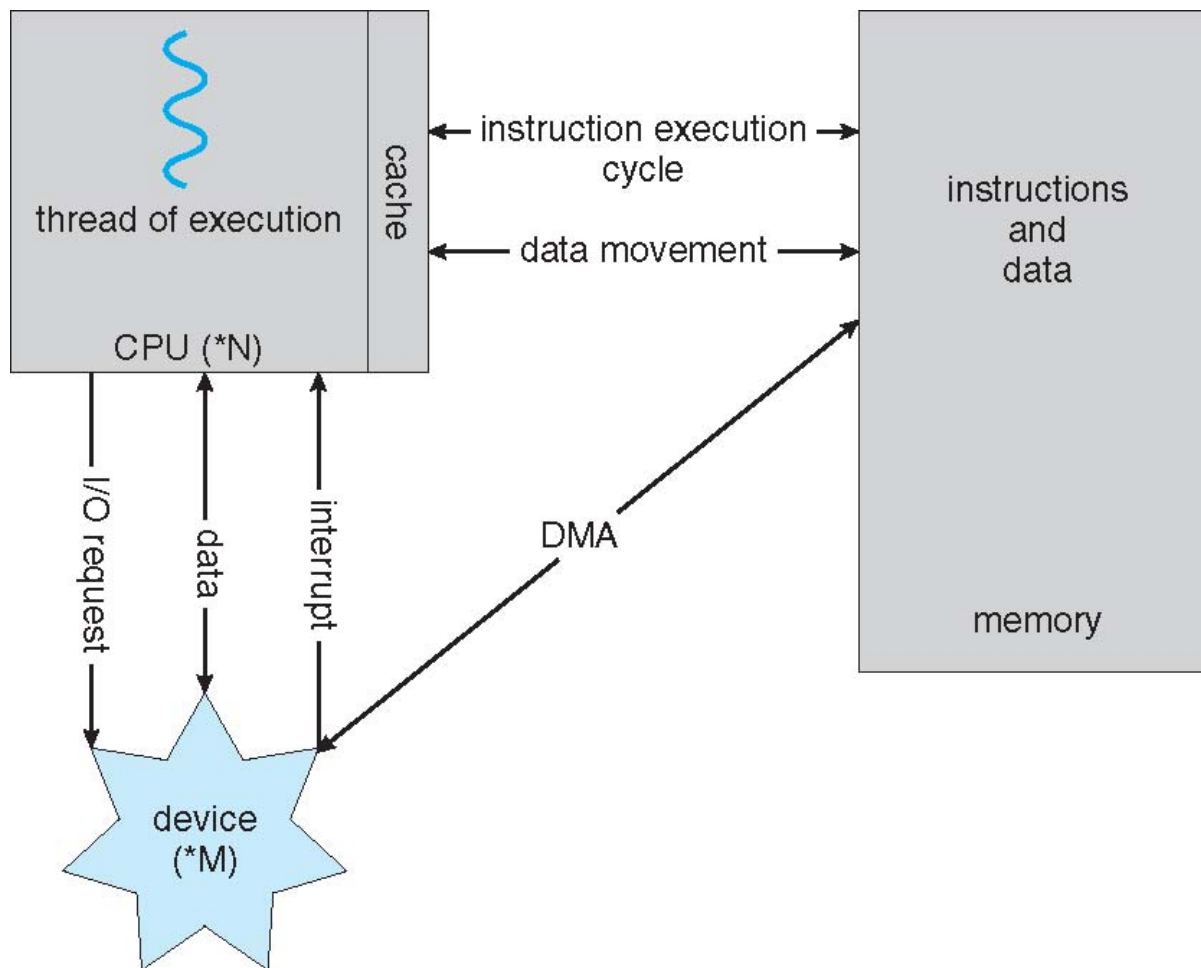 thread of execution
cache
CPU (*N)
instruction execution
cycle
data movement
instructions
and
data
memory
I/O request
data
interrupt
DMA
device
(*M)